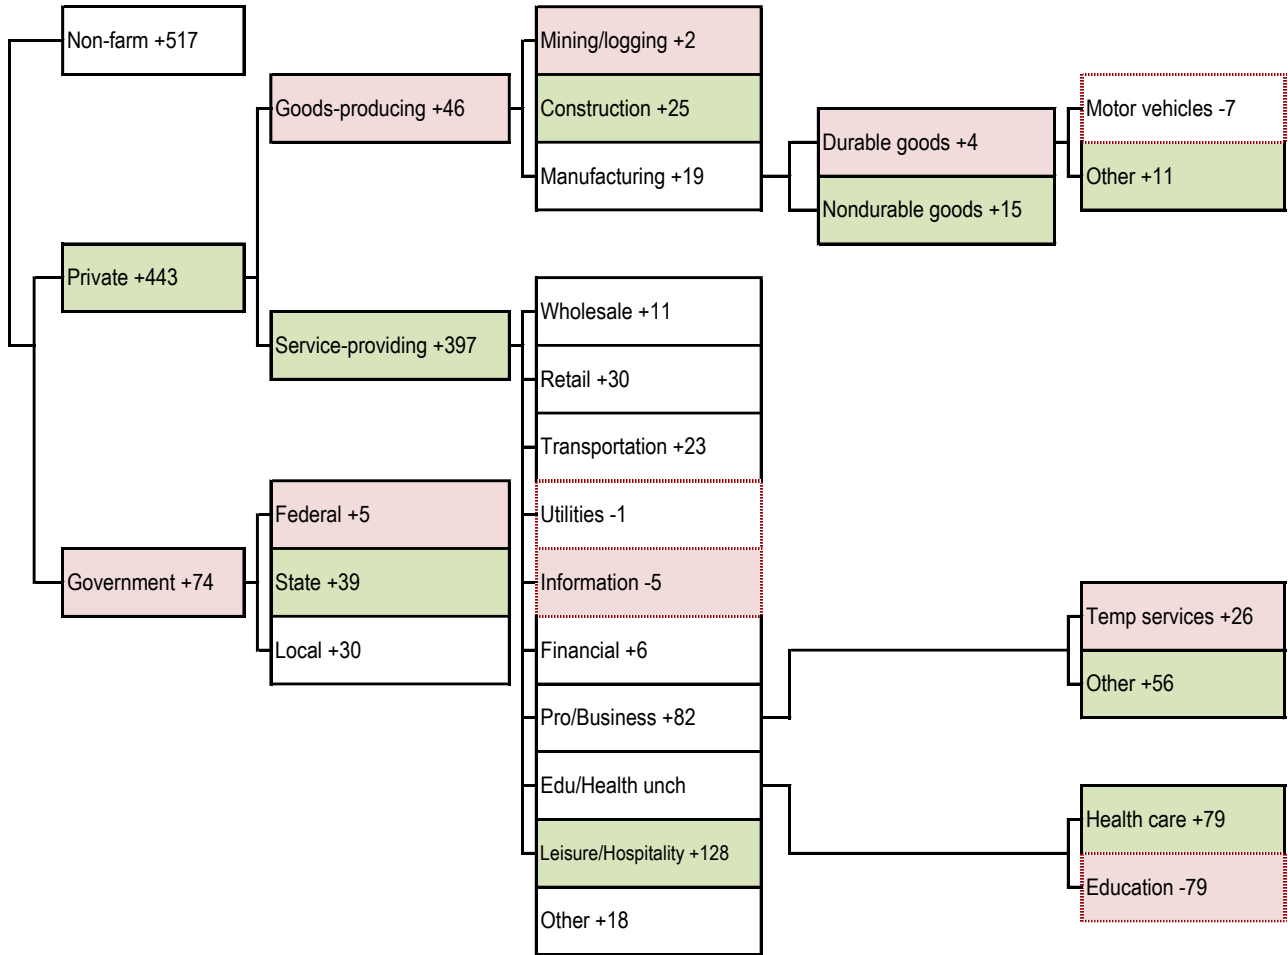 Non-farm +517
Private +443
Government +74
Goods-producing +46
Service-providing +397
Federal +5
State +39
Local +30
Mining/logging +2
Construction +25
Manufacturing +19
Wholesale +11
Retail +30
Transportation +23
Utilities -1
Information -5
Financial +6
Pro/Business +82
Edu/Health unch
Leisure/Hospitality +128
Other +18
Durable goods +4
Nondurable goods +15
Motor vehicles -7
Other +11
Temp services +26
Other +56
Health care +79
Education -79